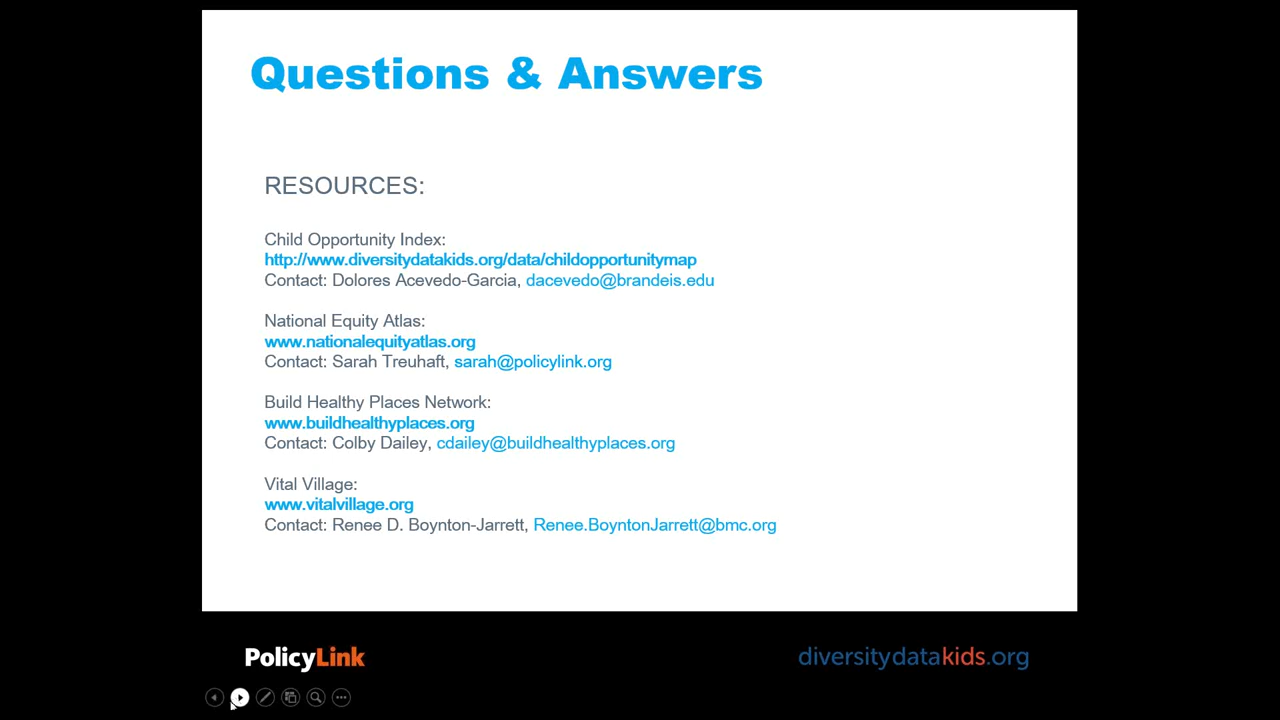 Questions & Answers
RESOURCES:
Child Opportunity Index:
http://www.diversitydatakids.org/data/childopportunitymap
Contact: Dolores Acevedo-Garcia, dacevedo@brandeis.edu
National Equity Atlas:
www.nationalequityatlas.org
Contact: Sarah Treuhaft, sarah@policylink.org
Build Healthy Places Network:
www.buildhealthyplaces.org
Contact: Colby Dailey, cdailey@buildhealthyplaces.org
Vital Village:
www.vitalvillage.org
Contact: Renee D. Boynton-Jarrett, Renee.BoyntonJarrett@bmc.org
PolicyLink
diversitydatakids.org